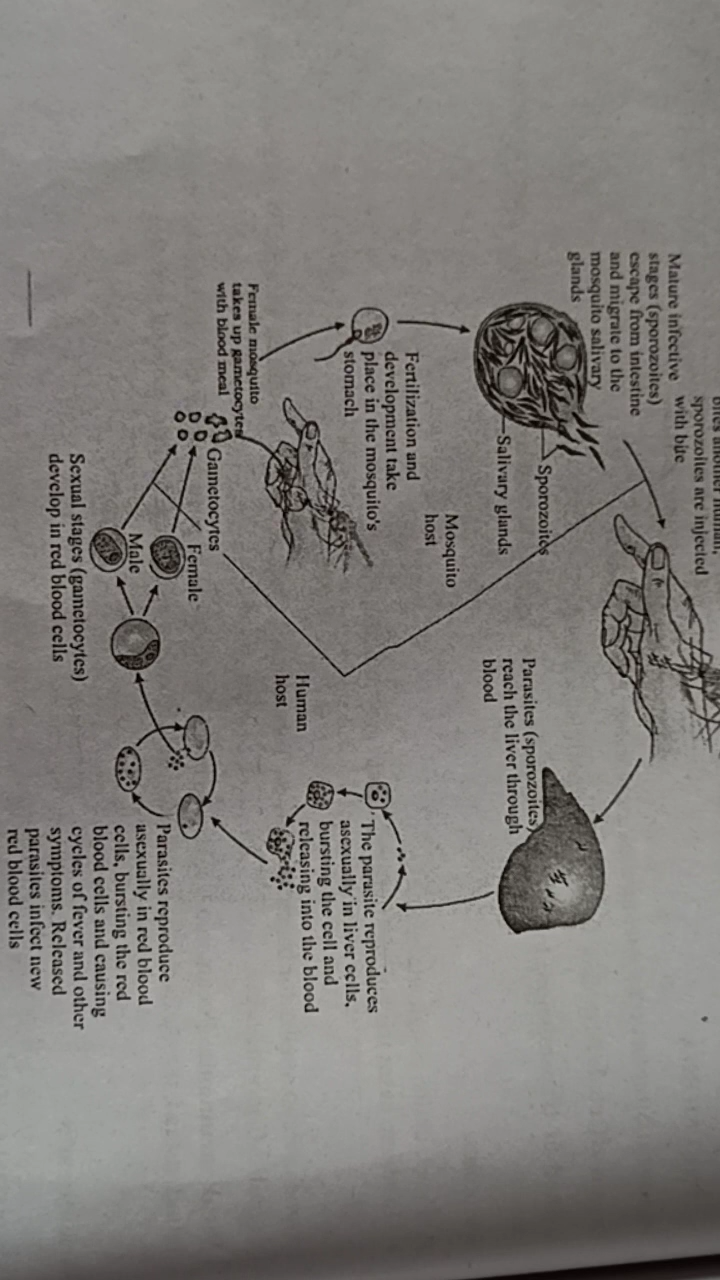 bites another human,
sporozoites are injected
with bite
Mature infective
stages (sporozoites)
escape from intestine
and migrate to the
mosquito salivary
glands
Sporozoites
Salivary glands
Parasites (sporozoites)
reach the liver through
blood
Mosquito
host
Fertilization and
development take
place in the mosquito's
stomach
The parasite reproduces
asexually in liver cells,
bursting the cell and
releasing into the blood
Human
host
Female mosquito
takes up gametocytes
with blood meal
Gametocytes
Female
Male
Sexual stages (gametocytes)
develop in red blood cells
Parasites reproduce
asexually in red blood
cells, bursting the red
blood cells and causing
cycles of fever and other
symptoms. Released
parasites infect new
red blood cells